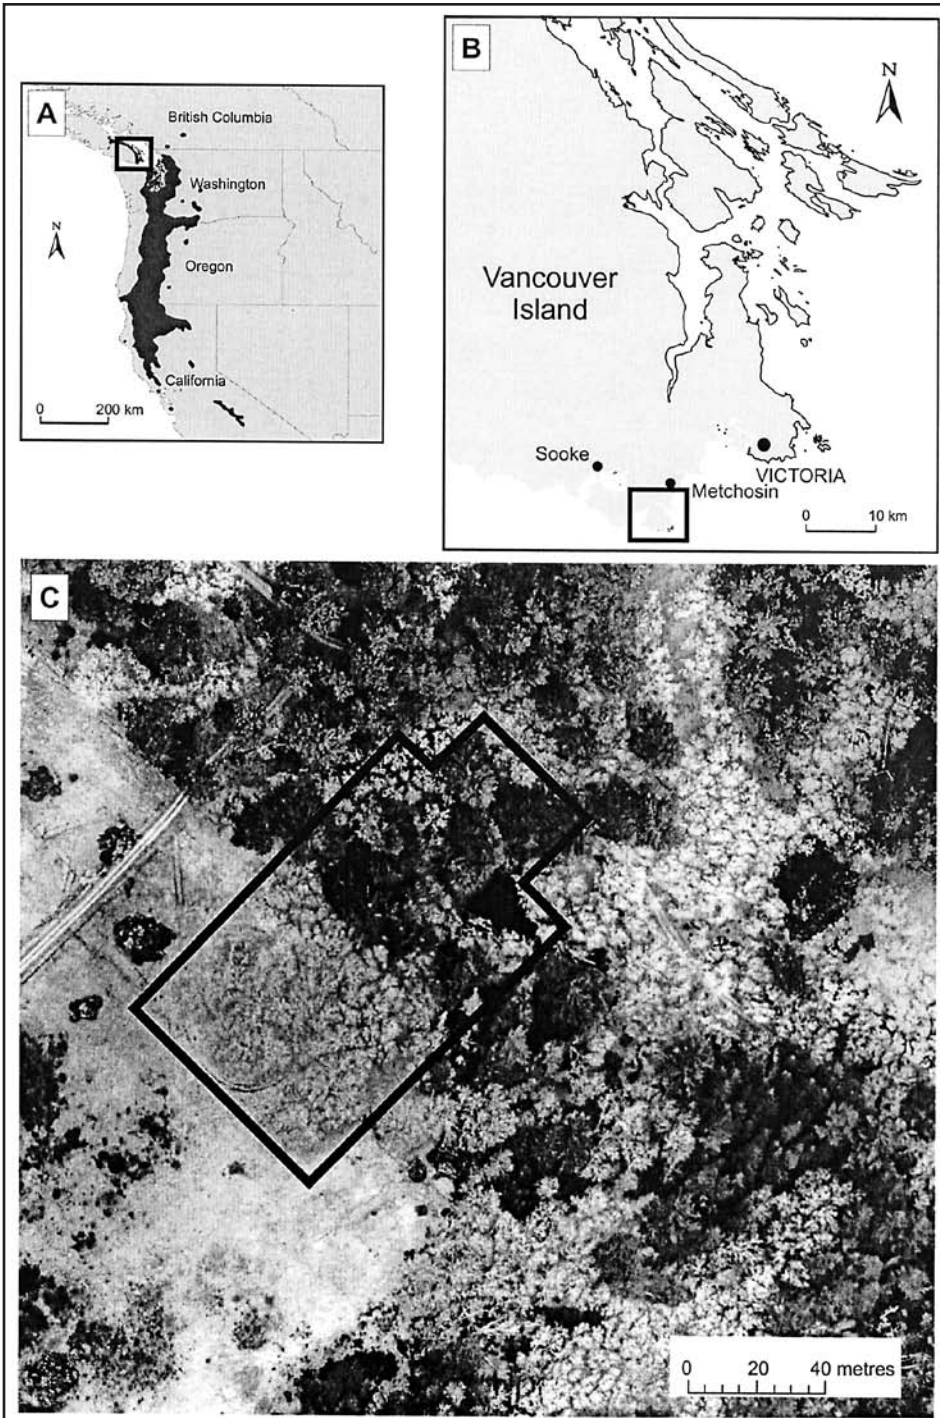 A
British Columbia
Washington
N
Oregon
California
0 200 km
B
N
Vancouver
Island
Sooke
VICTORIA
Metchosin
0 10 km
C
0 20 40 metres